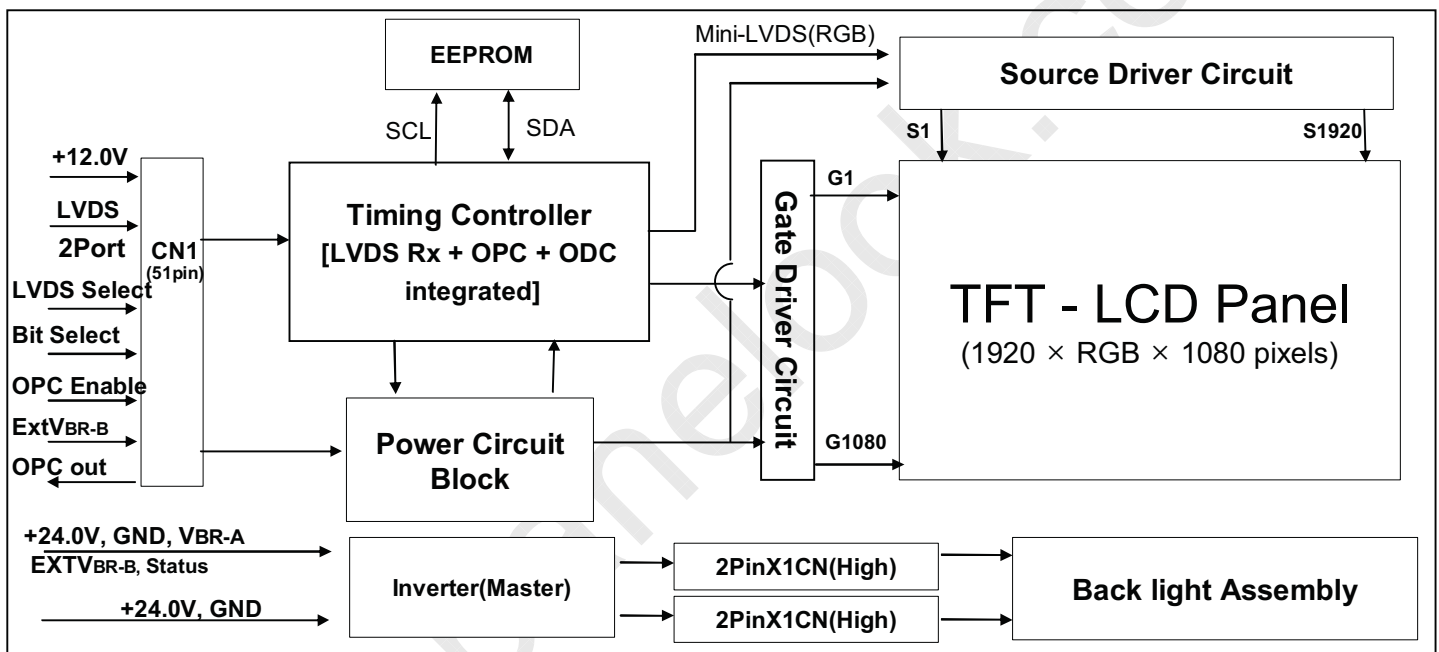 Mini-LVDS(RGB)
EEPROM
Source Driver Circuit
SCL
SDA
S1
S1920
+12.0V
LVDS
2Port
CN1
(51pin)
LVDS Select
Bit Select
OPC Enable
ExtVBR-B
OPC out
Timing Controller
[LVDS Rx + OPC + ODC
integrated]
Power Circuit
Block
Gate Driver Circuit
G1
G1080
TFT - LCD Panel
(1920 × RGB × 1080 pixels)
+24.0V, GND, VBR-A
EXTVBR-B, Status
+24.0V, GND
Inverter(Master)
2PinX1CN(High)
2PinX1CN(High)
Back light Assembly